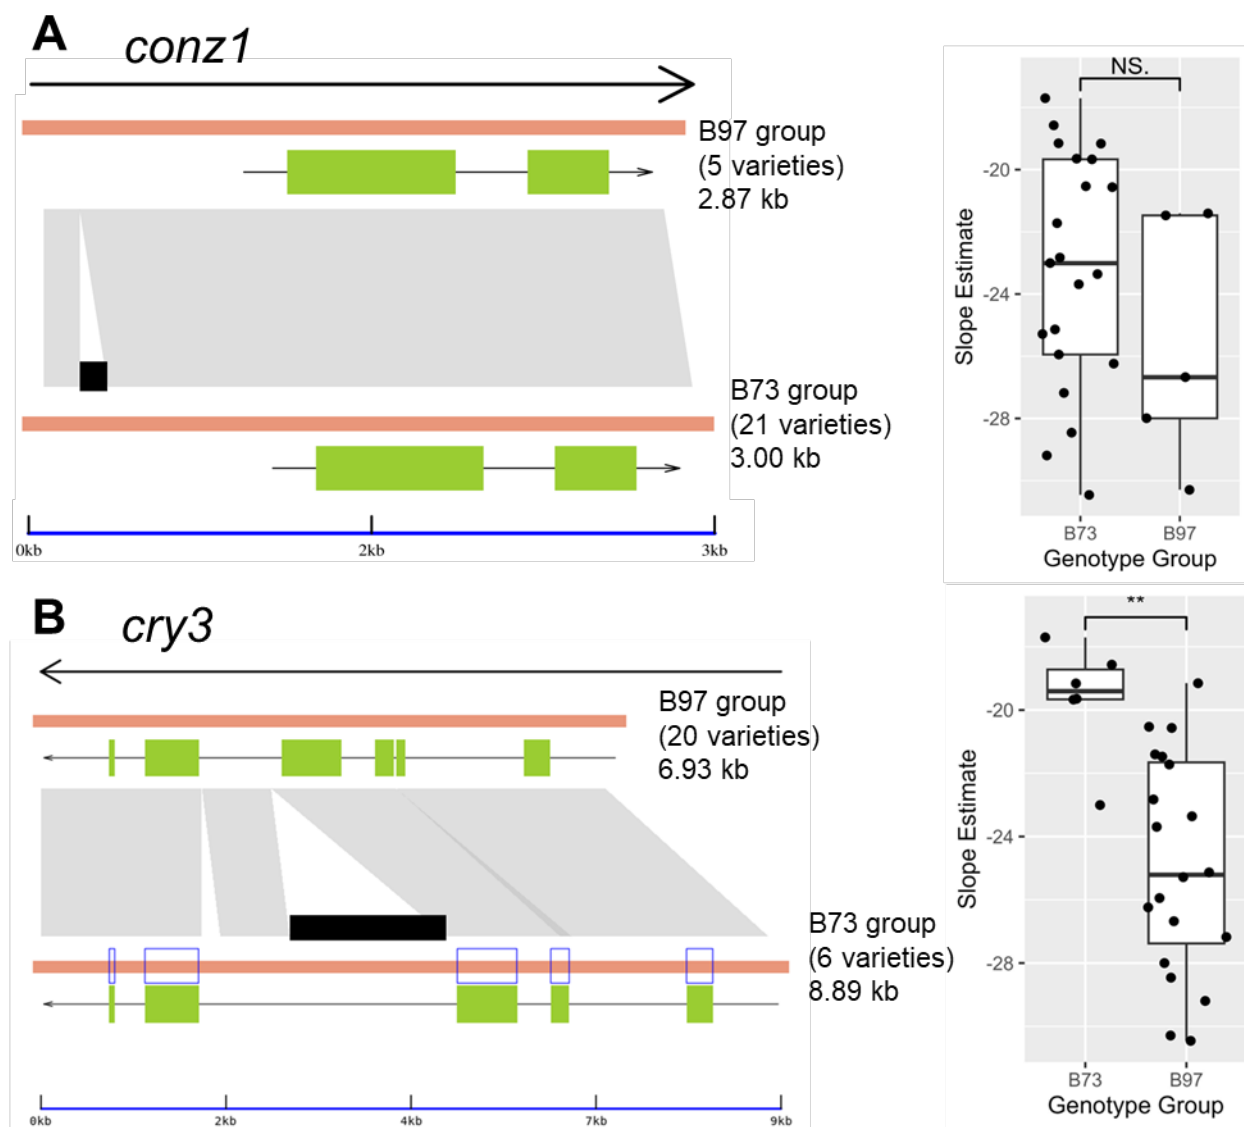 A
conz1
B97 group
(5 varieties)
2.87 kb
B73 group
(21 varieties)
3.00 kb
0kb
2kb
3kb
NS.
Slope Estimate
-20
-24
-28
B73
B97
Genotype Group
B
cry3
B97 group
(20 varieties)
6.93 kb
B73 group
(6 varieties)
8.89 kb
0kb
2kb
4kb
7kb
9kb
**
Slope Estimate
-20
-24
-28
B73
B97
Genotype Group